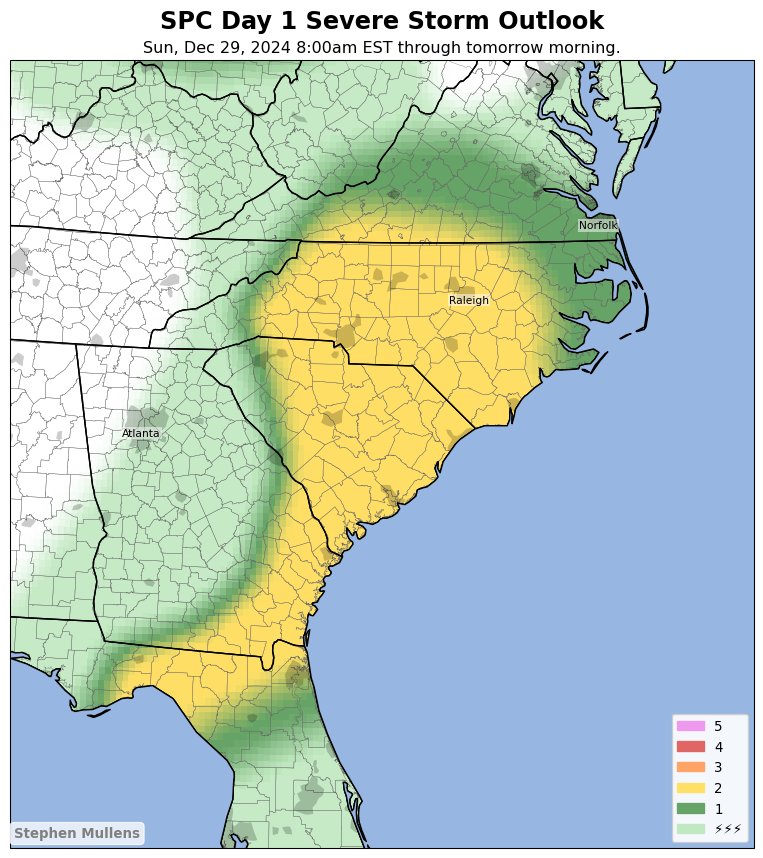 SPC Day 1 Severe Storm Outlook
Sun, Dec 29, 2024 8:00am EST through tomorrow morning.
Norfolk
Raleigh
Atlanta
5
4
3
2
1
⚡⚡⚡
Stephen Mullens